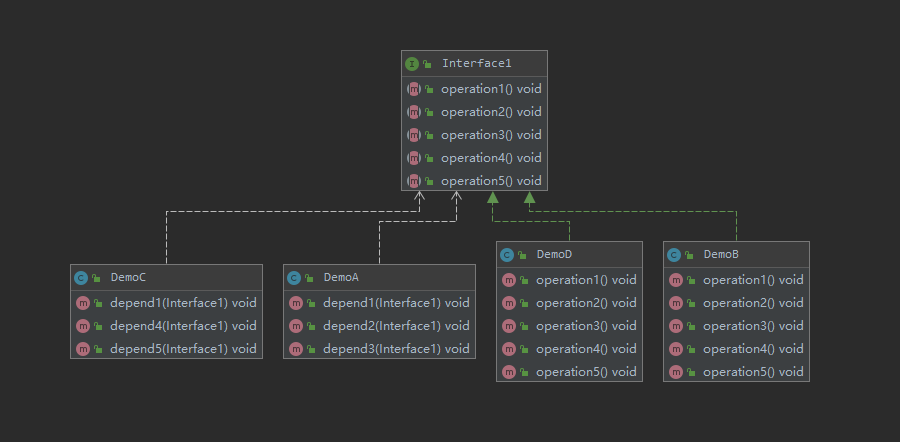 Interface1
operation1() void
operation2() void
operation3() void
operation4() void
operation5() void
DemoC
depend1(Interface1) void
depend4(Interface1) void
depend5(Interface1) void
DemoA
depend1(Interface1) void
depend2(Interface1) void
depend3(Interface1) void
DemoD
operation1() void
operation2() void
operation3() void
operation4() void
operation5() void
DemoB
operation1() void
operation2() void
operation3() void
operation4() void
operation5() void